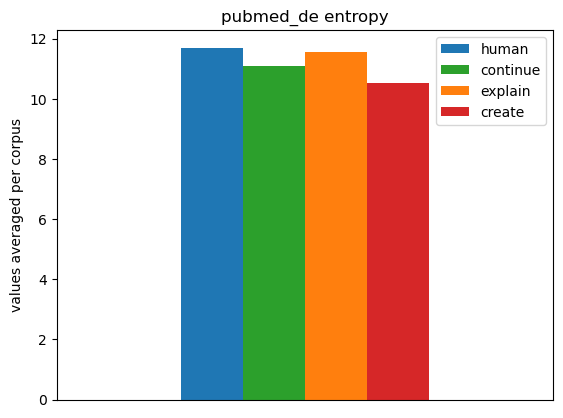 pubmed_de entropy
values averaged per corpus
12
10
8
6
4
2
0
human
continue
explain
create